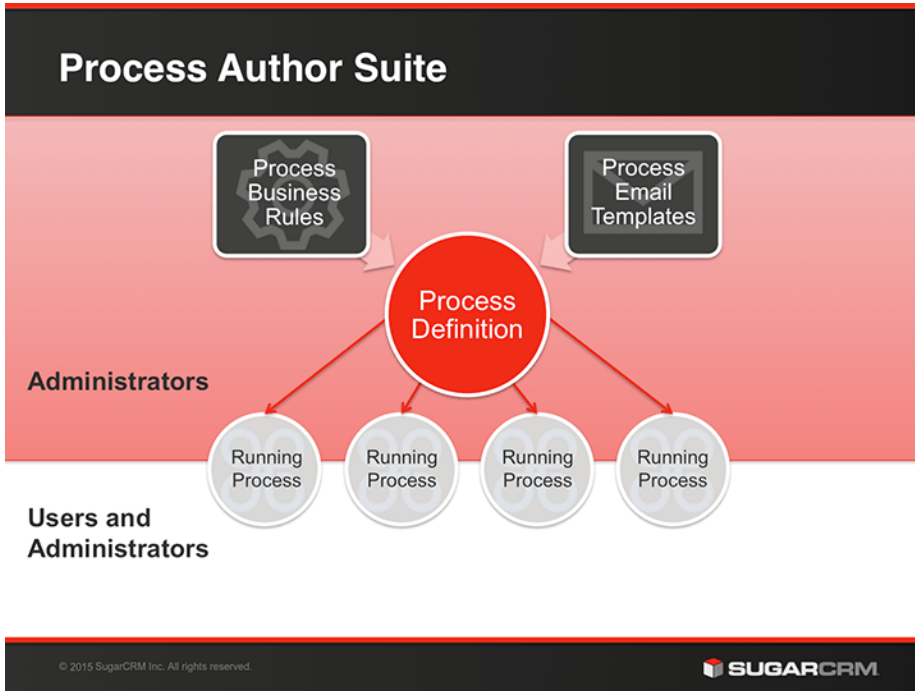 Process Author Suite
Process
Business
Rules
Process
Email
Templates
Process
Definition
Administrators
Running
Process
Running
Process
Running
Process
Running
Process
Users and
Administrators
© 2015 SugarCRM Inc. All rights reserved.
SUGARCRM